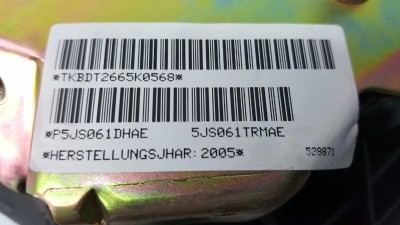 *TKBDT2665K0568*
*P5JS061DHAE 5JS061TRMAE
*HERSTELLUNGSJHAR:2005* 528871